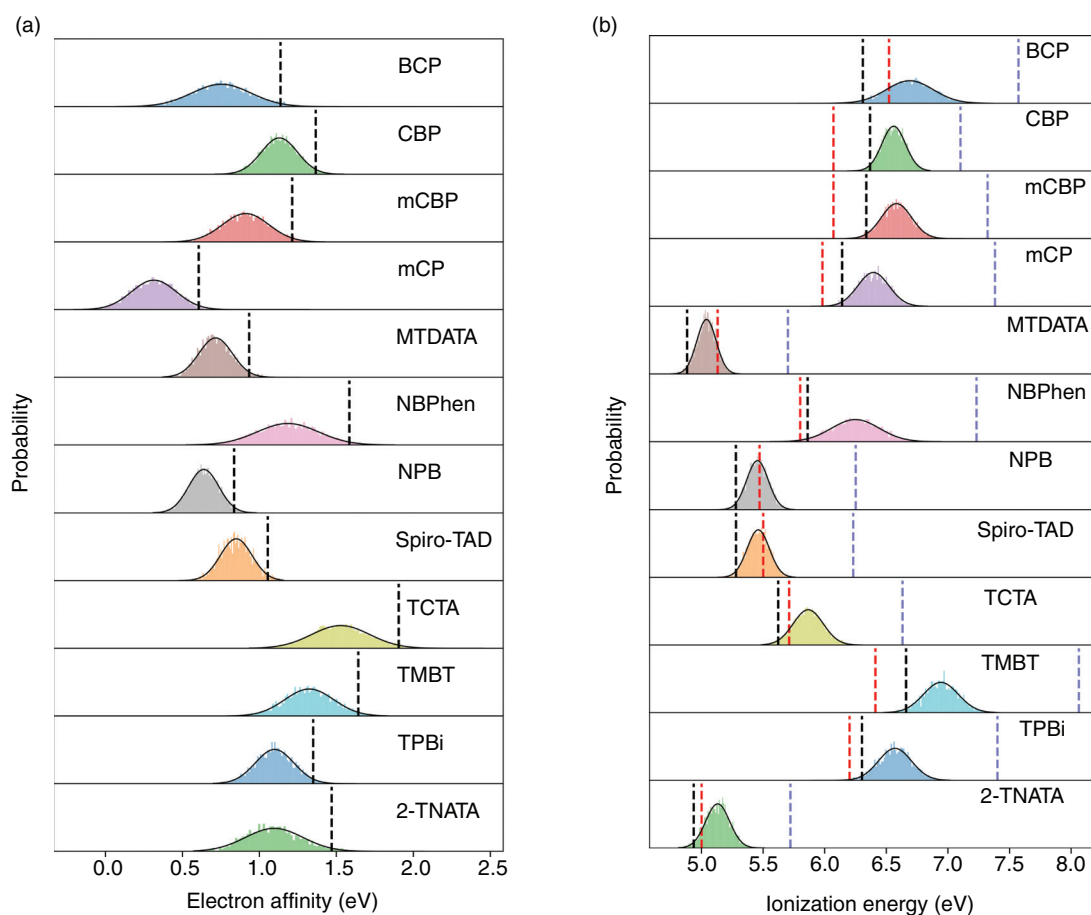 (a)
BCP
CBP
mCBP
mCP
MTDATA
NBPhen
NPB
Spiro-TAD
TCTA
TMBT
TPBi
2-TNATA
Probability
0.0 0.5 1.0 1.5 2.0 2.5
Electron affinity (eV)
(b)
BCP
CBP
mCBP
mCP
MTDATA
NBPhen
NPB
Spiro-TAD
TCTA
TMBT
TPBi
2-TNATA
Probability
5.0 5.5 6.0 6.5 7.0 7.5 8.0
Ionization energy (eV)